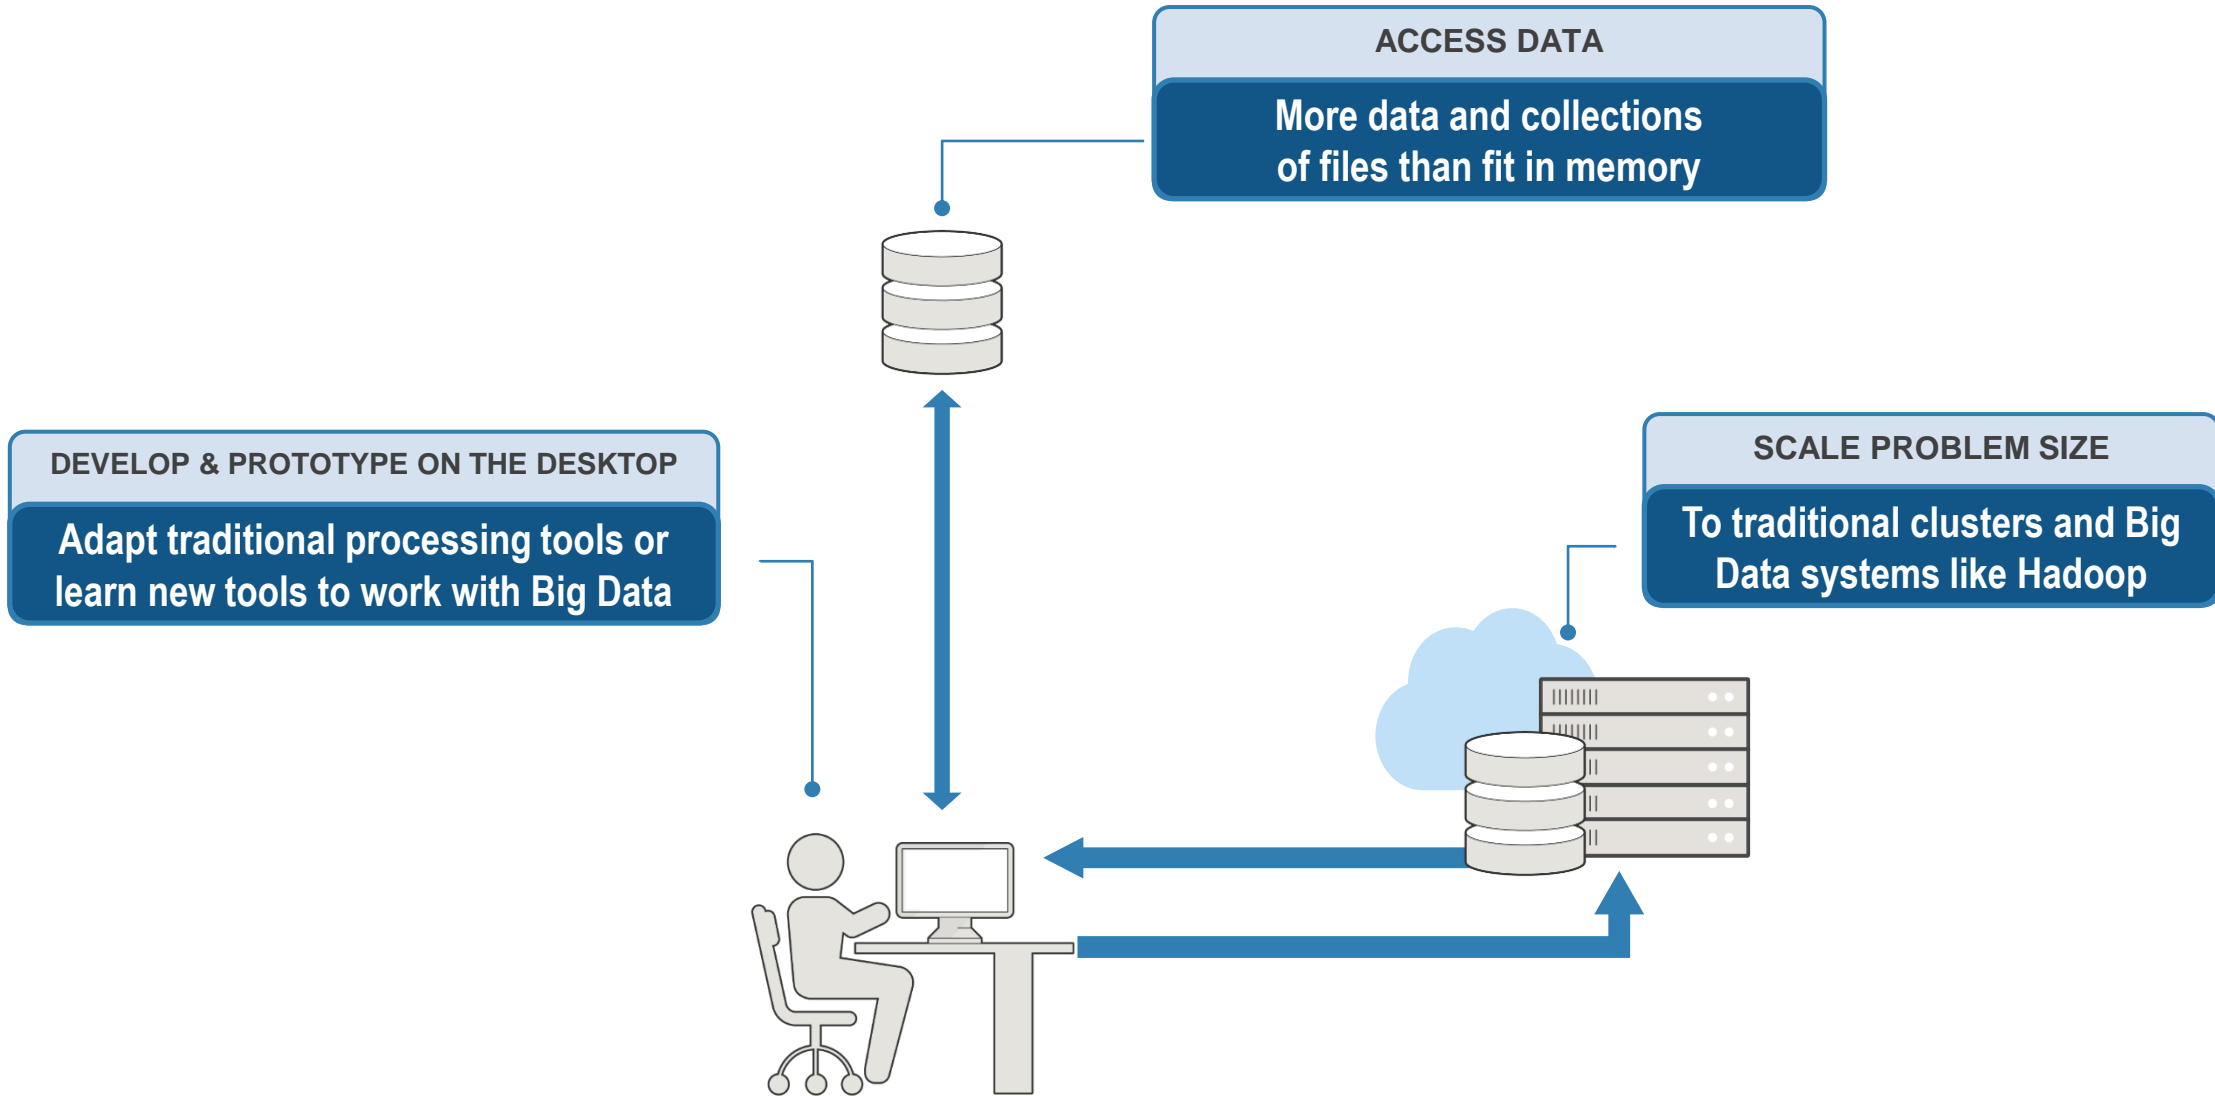 ACCESS DATA
More data and collections
of files than fit in memory
DEVELOP & PROTOTYPE ON THE DESKTOP
Adapt traditional processing tools or
learn new tools to work with Big Data
SCALE PROBLEM SIZE
To traditional clusters and Big
Data systems like Hadoop